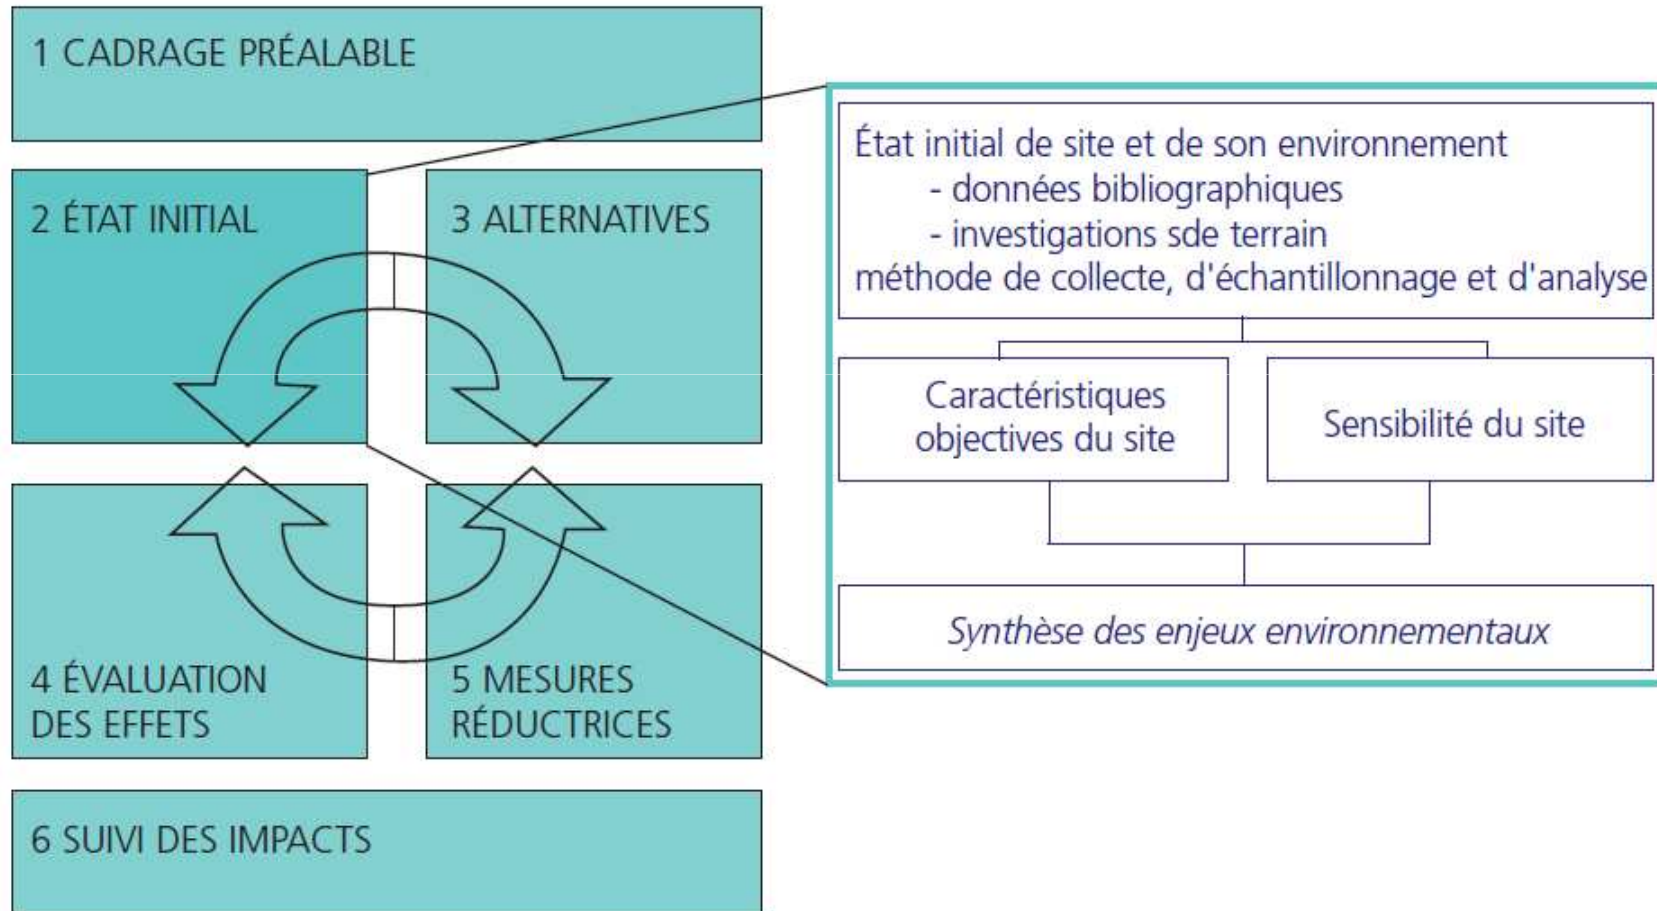 1 CADRAGE PRÉALABLE
2 ÉTAT INITIAL
3 ALTERNATIVES
4 ÉVALUATION
DES EFFETS
5 MESURES
RÉDUCTRICES
6 SUIVI DES IMPACTS
État initial de site et de son environnement
- données bibliographiques
- investigations sde terrain
méthode de collecte, d'échantillonnage et d'analyse
Caractéristiques
objectives du site
Sensibilité du site
Synthèse des enjeux environnementaux